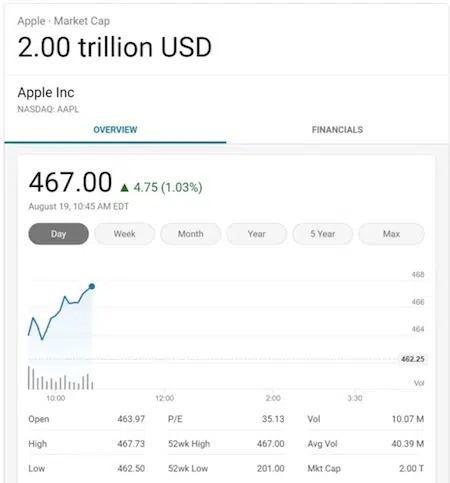 Apple · Market Cap
2.00 trillion USD
Apple Inc
NASDAQ: AAPL
OVERVIEW FINANCIALS
467.00 ▲ 4.75 (1.03%)
August 19, 10:45 AM EDT
Day Week Month Year 5 Year Max
468
466
464
462.25
Vol
10:00 12:00 2:00 3:30
Open 463.97 P/E 35.13 Vol 10.07 M
High 467.73 52wk High 467.00 Avg Vol 40.39 M
Low 462.50 52wk Low 201.00 Mkt Cap 2.00 T